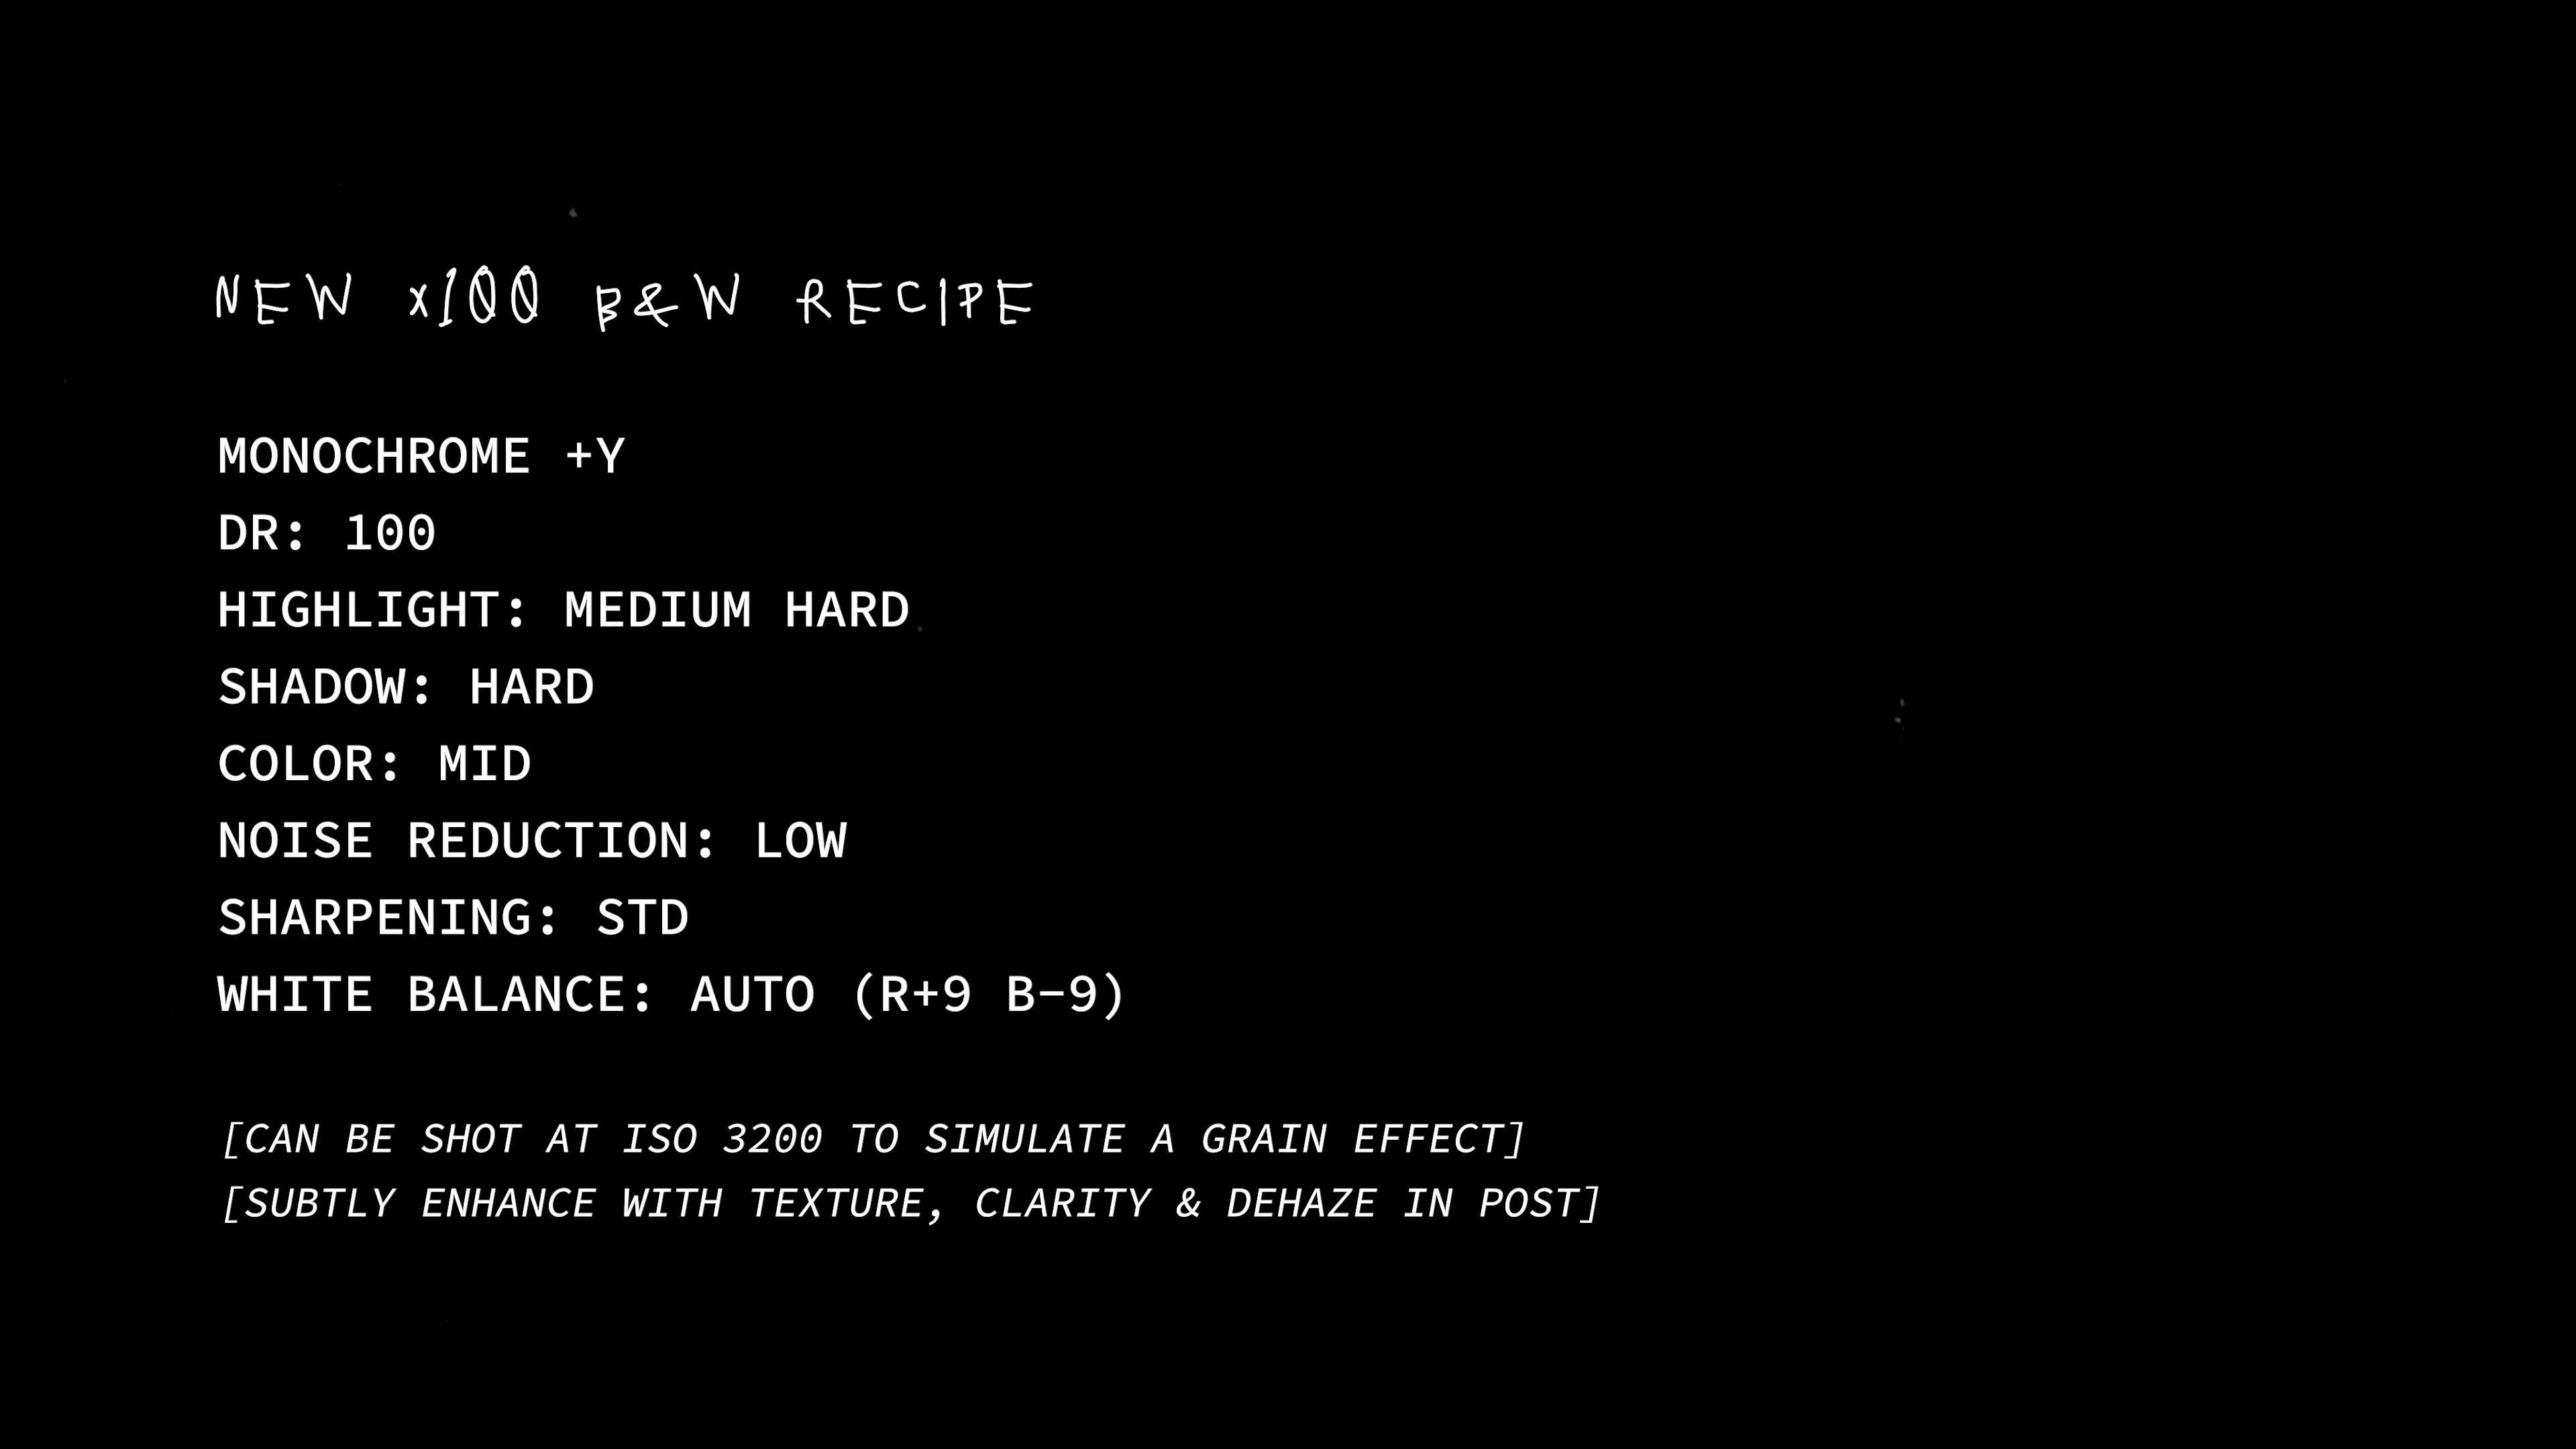 NEW x100 B&W RECIPE
MONOCHROME +Y
DR: 100
HIGHLIGHT: MEDIUM HARD
SHADOW: HARD
COLOR: MID
NOISE REDUCTION: LOW
SHARPENING: STD
WHITE BALANCE: AUTO (R+9 B-9)
[CAN BE SHOT AT ISO 3200 TO SIMULATE A GRAIN EFFECT]
[SUBTLY ENHANCE WITH TEXTURE, CLARITY & DEHAZE IN POST]